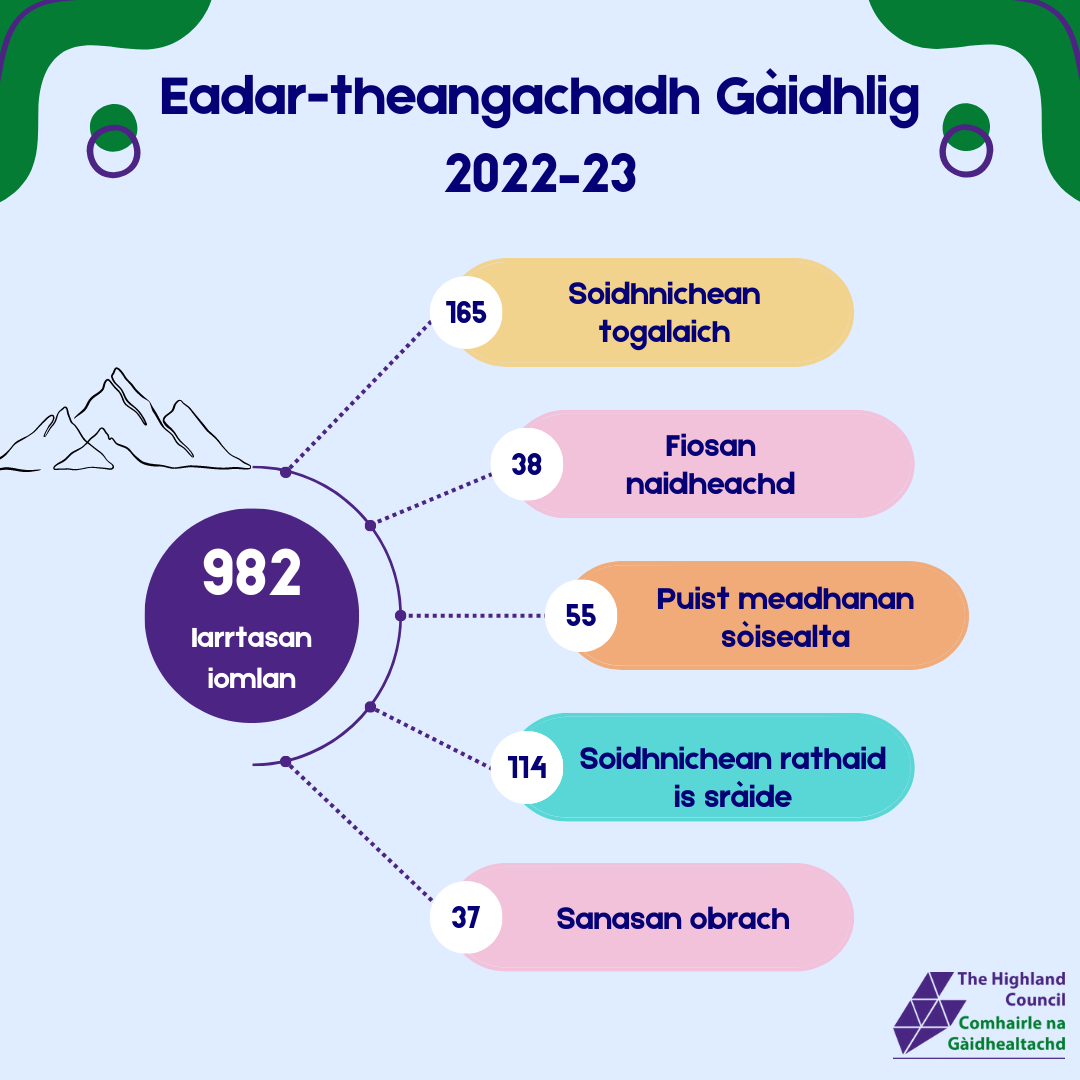 Eadar-theangachadh Gàidhlig
2022-23
165
Soidhnichean
togalaich
38
Fiosan
naidheachd
982
Iarrtasan
iomlan
55
Puist meadhanan
sòisealta
114
Soidhnichean rathaid
is sràide
37
Sanasan obrach
The Highland
Council
Comhairle na
Gàidhealtachd